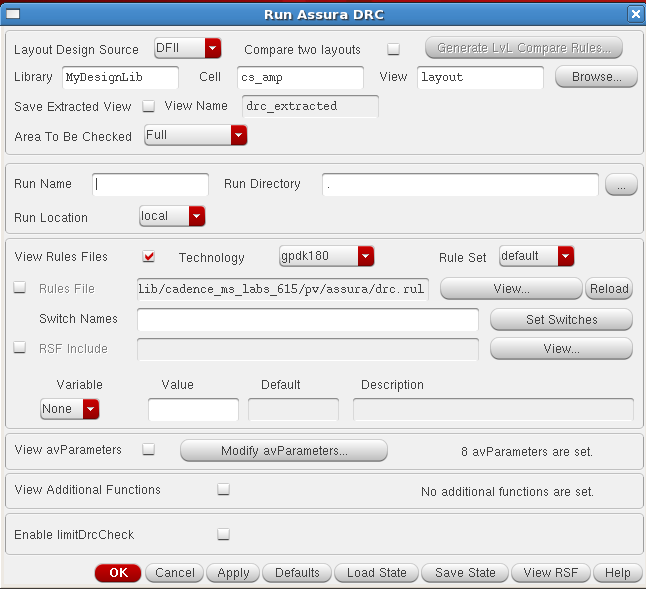 Run Assura DRC
Layout Design Source DFII Compare two layouts Generate LvL Compare Rules...
Library MyDesignLib Cell cs_amp View layout Browse...
Save Extracted View View Name drc_extracted
Area To Be Checked Full
Run Name Run Directory . ...
Run Location local
View Rules Files Technology gpdk180 Rule Set default
Rules File lib/cadence_ms_labs_615/pv/assura/drc.rul View... Reload
Switch Names Set Switches
RSF Include View...
Variable Value Default Description
None
View avParameters Modify avParameters... 8 avParameters are set.
View Additional Functions No additional functions are set.
Enable limitDrcCheck
OK Cancel Apply Defaults Load State Save State View RSF Help